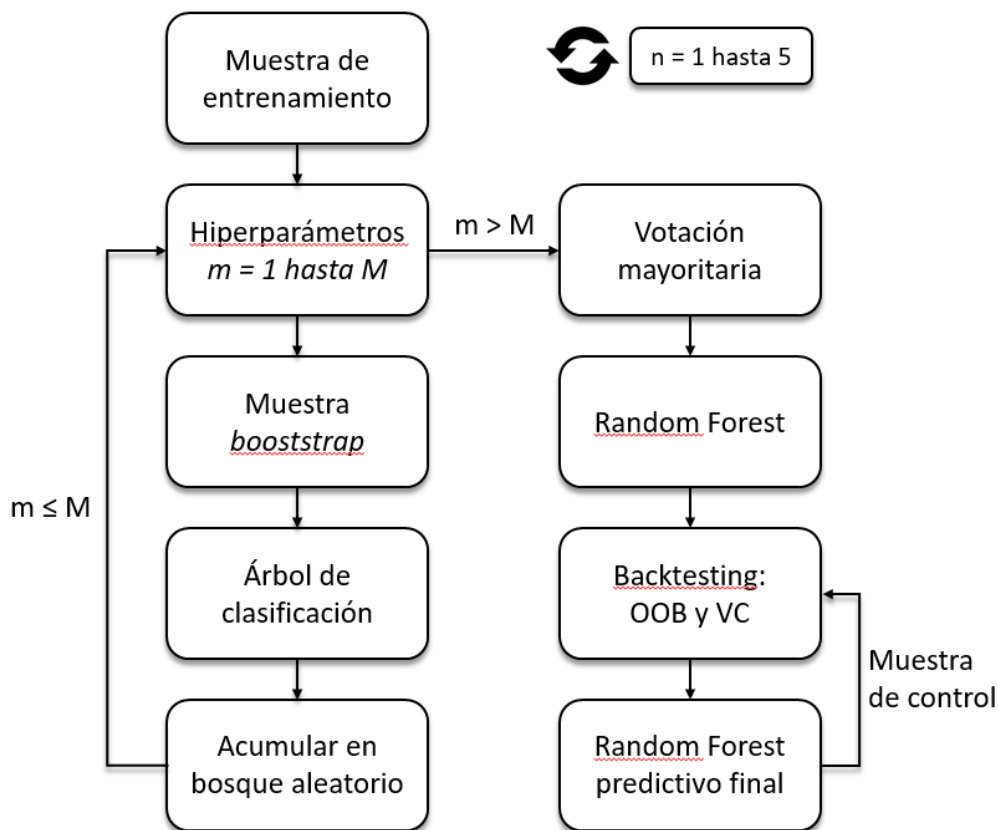 Muestra de
entrenamiento
n = 1 hasta 5
Hiperparámetros
m = 1 hasta M
m > M
Votación
mayoritaria
Muestra
booststrap
Random Forest
m ≤ M
Árbol de
clasificación
Backtesting:
OOB y VC
Muestra
de control
Acumular en
bosque aleatorio
Random Forest
predictivo final